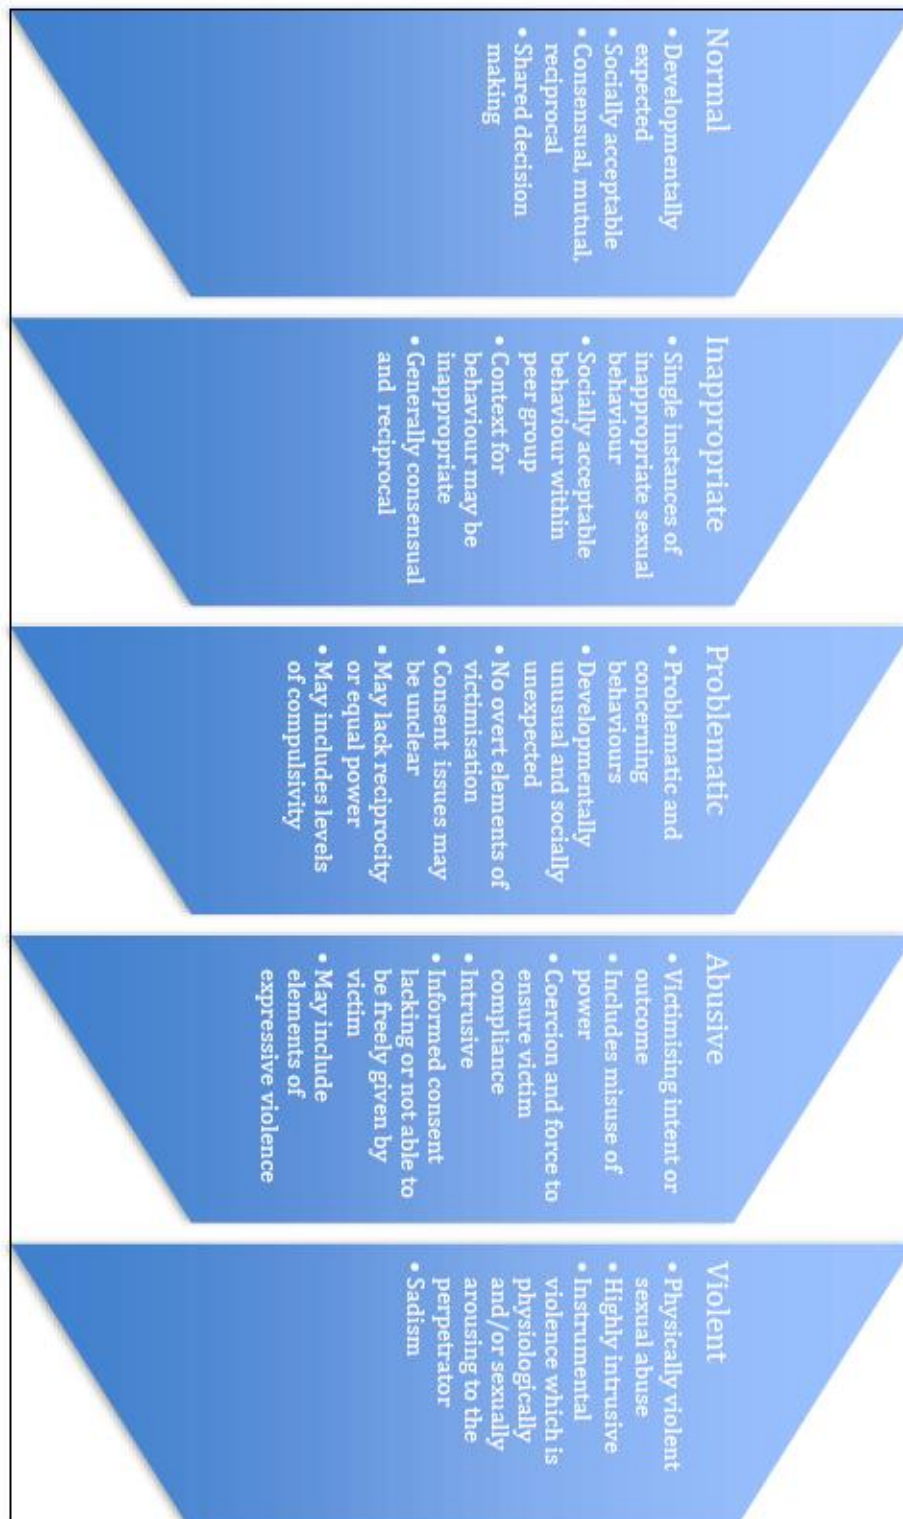 Normal
• Developmentally
expected
• Socially acceptable
• Consensual, mutual,
reciprocal
• Shared decision
making
Inappropriate
• Single instances of
inappropriate sexual
behaviour
• Socially acceptable
behaviour within
peer group
• Context for
behaviour may be
inappropriate
• Generally consensual
and reciprocal
Problematic
• Problematic and
concerning
behaviours
• Developmentally
unusual and socially
unexpected
• No overt elements of
victimisation
• Consent issues may
be unclear
• May lack reciprocity
or equal power
• May includes levels
of compulsivity
Abusive
• Victimising intent or
outcome
• Includes misuse of
power
• Coercion and force to
ensure victim
compliance
• Intrusive
• Informed consent
lacking or not able to
be freely given by
victim
• May include
elements of
expressive violence
Violent
• Physically violent
sexual abuse
• Highly intrusive
• Instrumental
violence which is
physiologically
and/or sexually
arousing to the
perpetrator
• Sadism